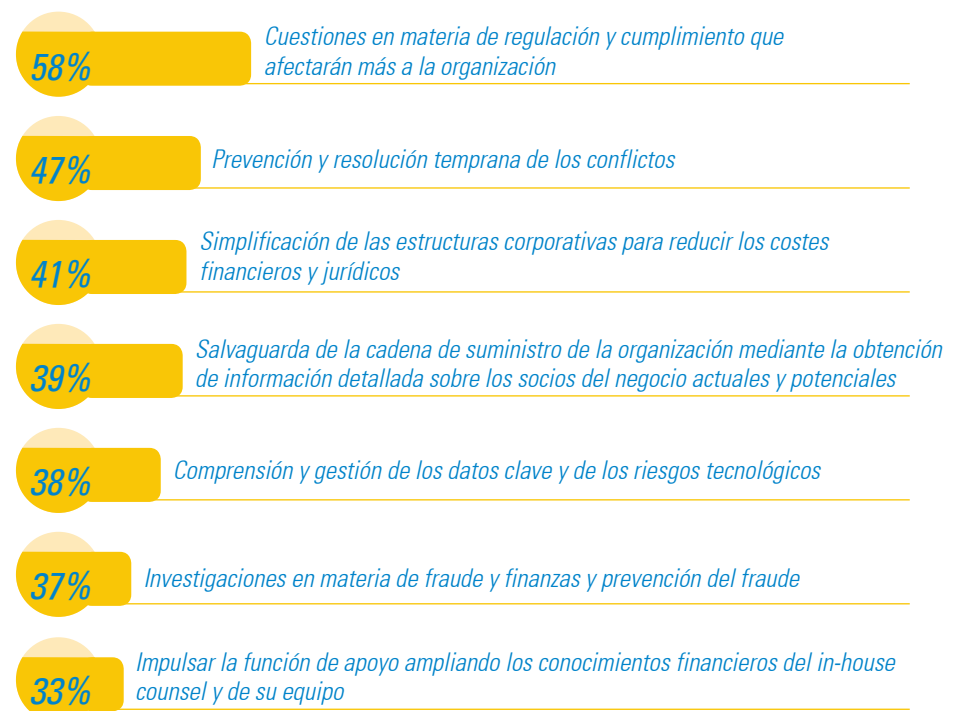 58%
Cuestiones en materia de regulación y cumplimiento que
afectarán más a la organización
47%
Prevención y resolución temprana de los conflictos
41%
Simplificación de las estructuras corporativas para reducir los costes
financieros y jurídicos
39%
Salvaguarda de la cadena de suministro de la organización mediante la obtención
de información detallada sobre los socios del negocio actuales y potenciales
38%
Comprensión y gestión de los datos clave y de los riesgos tecnológicos
37%
Investigaciones en materia de fraude y finanzas y prevención del fraude
33%
Impulsar la función de apoyo ampliando los conocimientos financieros del in-house
counsel y de su equipo